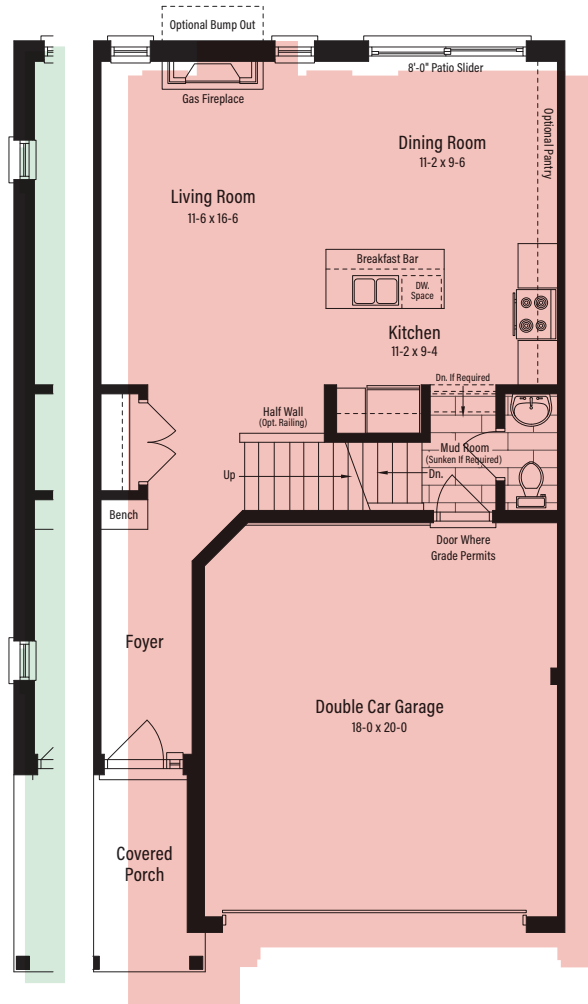 Optional Bump Out
8'-0" Patio Slider
Gas Fireplace
Optional Pantry
Dining Room
11-2 x 9-6
Living Room
11-6 x 16-6
Breakfast Bar
DW.
Space
Kitchen
11-2 x 9-4
Dn. If Required
Half Wall
(Opt. Railing)
Mud Room
(Sunken If Required)
Up
Dn.
Bench
Door Where
Grade Permits
Foyer
Double Car Garage
18-0 x 20-0
Covered
Porch